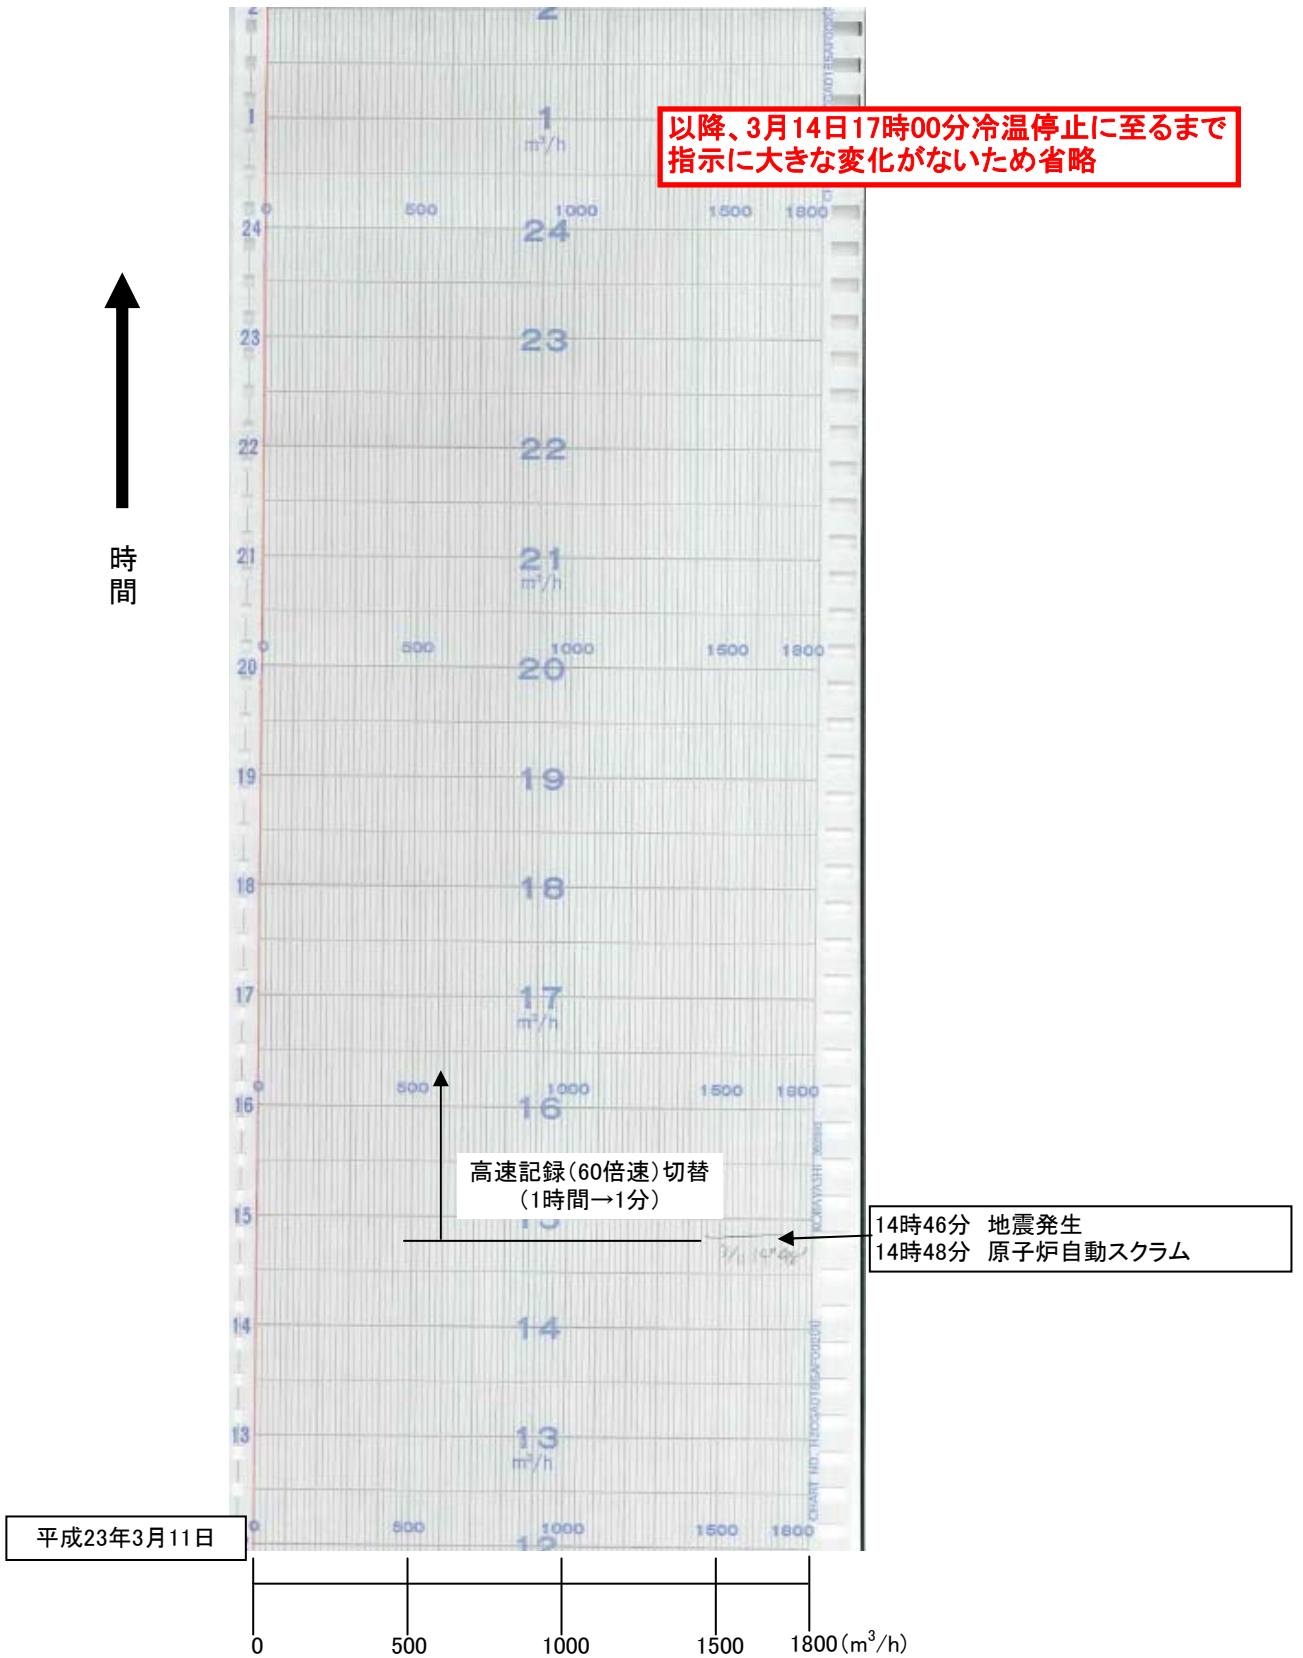 2 2
1 1
m³/h
以降、3月14日17時00分冷温停止に至るまで
指示に大きな変化がないため省略
0 500 1000 1500 1800
24 24
23 23
22 22
21 21
m³/h
時間
0 500 1000 1500 1800
20 20
19 19
18 18
17 17
m³/h
0 500 1000 1500 1800
16 16
高速記録(60倍速)切替
(1時間→1分)
15 15
14時46分 地震発生
14時48分 原子炉自動スクラム
KOBAYASHI
14 14
13 13
m³/h
CHART NO.
平成23年3月11日
0 500 1000 1500 1800
12
0 500 1000 1500 1800(m³/h)